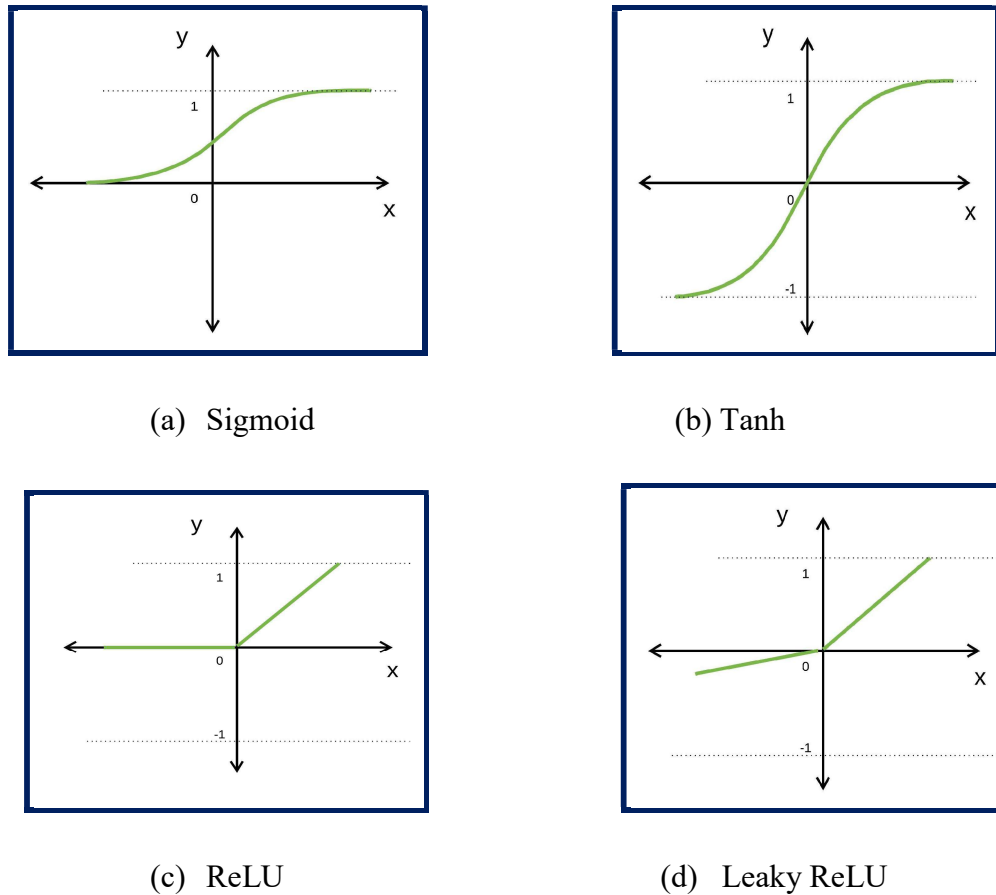 y
1
0
x
y
1
0
x
-1
(a) Sigmoid
(b) Tanh
y
1
0
x
-1
y
1
0
x
-1
(c) ReLU
(d) Leaky ReLU